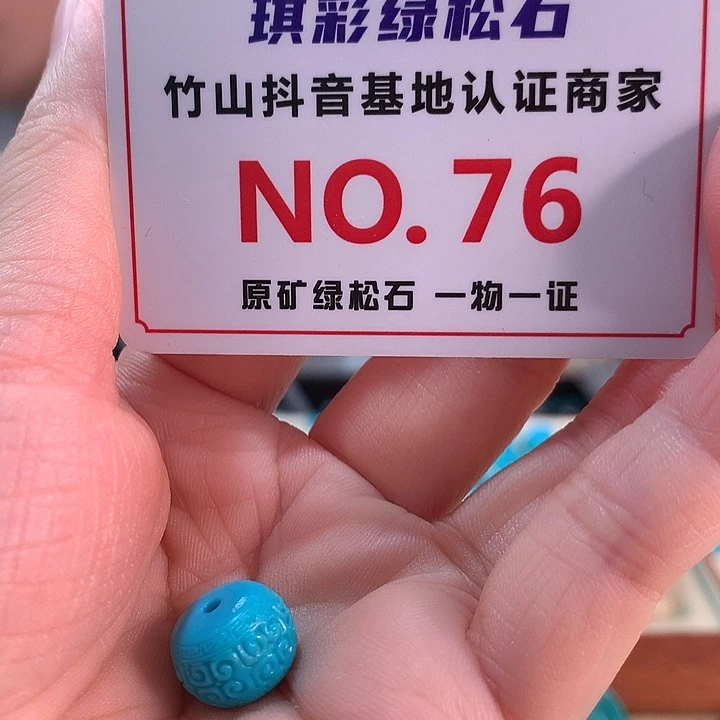 琪彩绿松石
竹山抖音基地认证商家
NO.76
原矿绿松石 一物一证